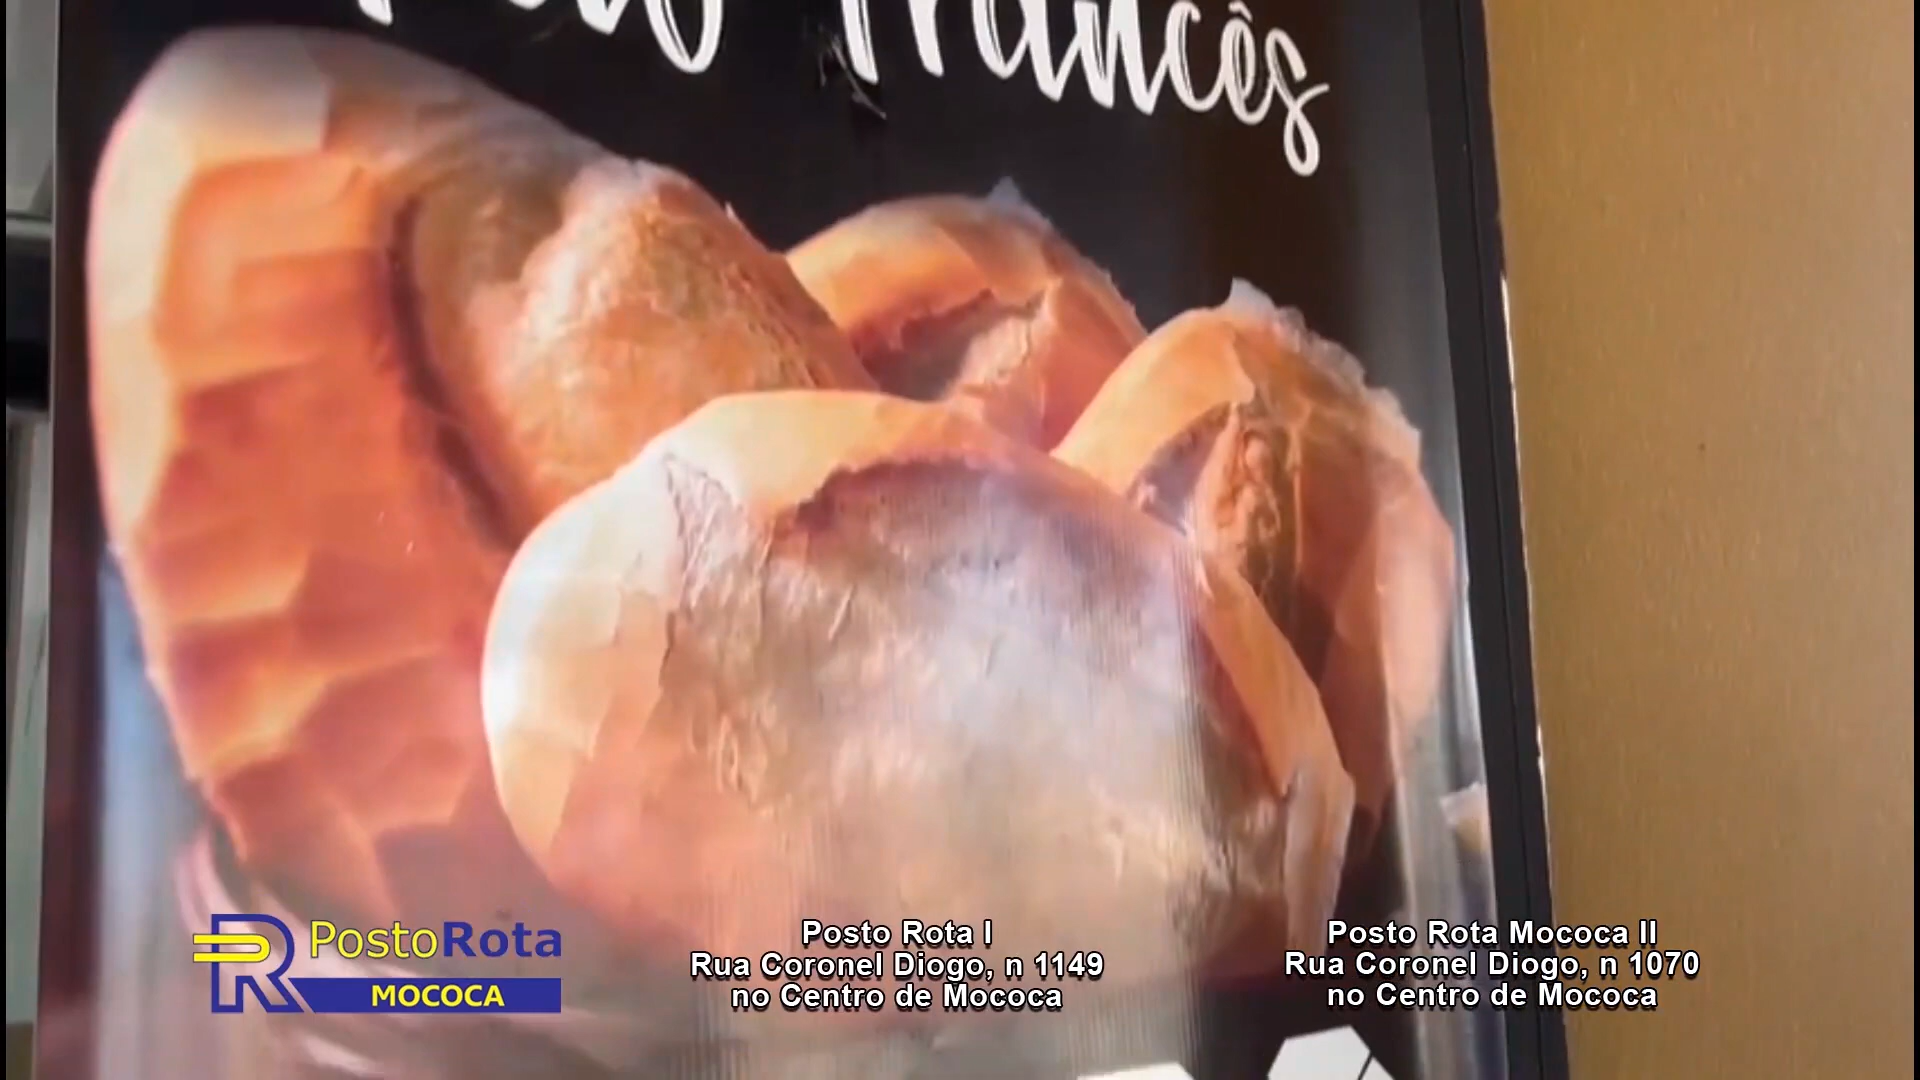 francês
PostoRota
MOCOCA
Posto Rota I
Rua Coronel Diogo, n 1149
no Centro de Mococa
Posto Rota Mococa II
Rua Coronel Diogo, n 1070
no Centro de Mococa